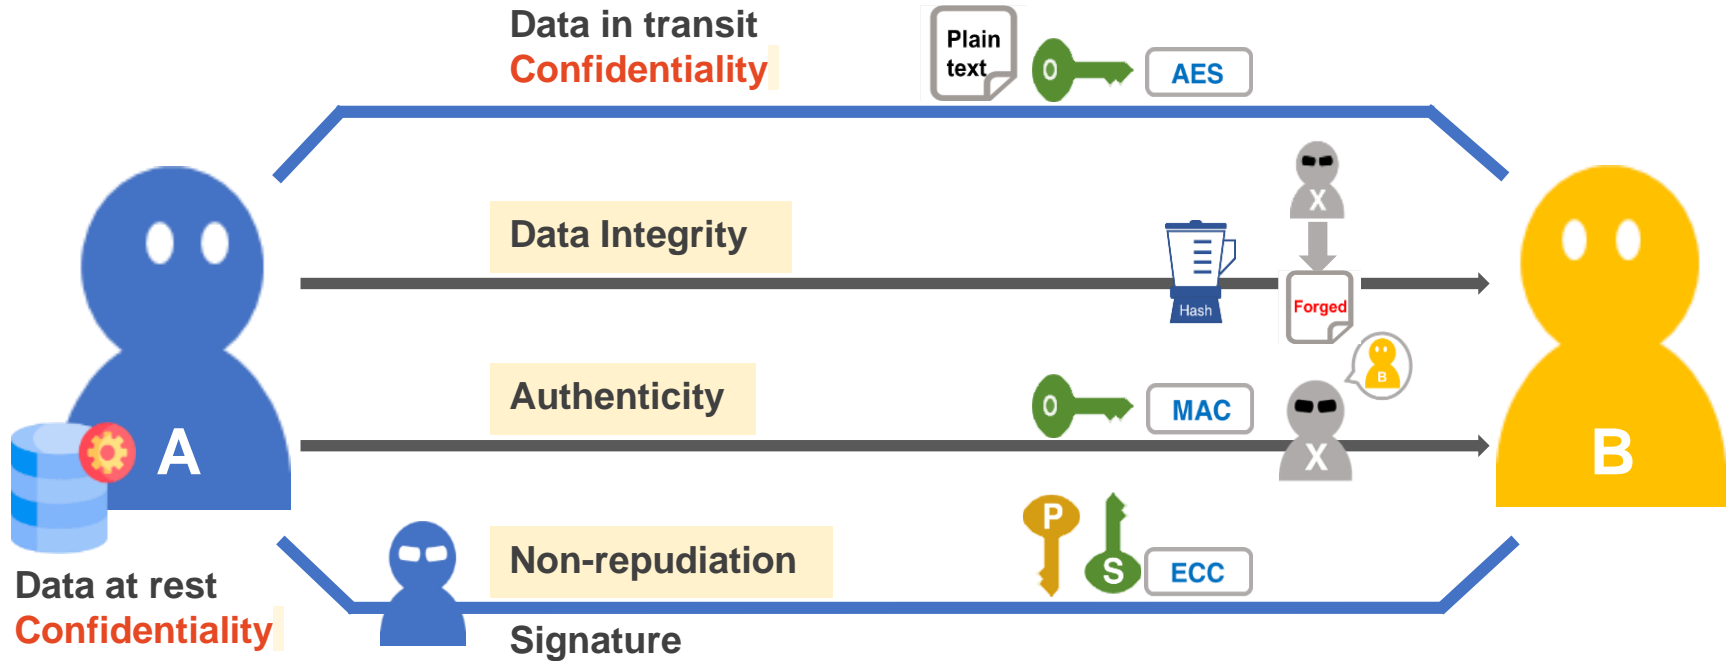 Data in transit
Confidentiality
Plain
text
O
AES
X
Data Integrity
Hash
Forged
B
Authenticity
O
MAC
X
A
B
P
S
Non-repudiation
ECC
Data at rest
Confidentiality
Signature